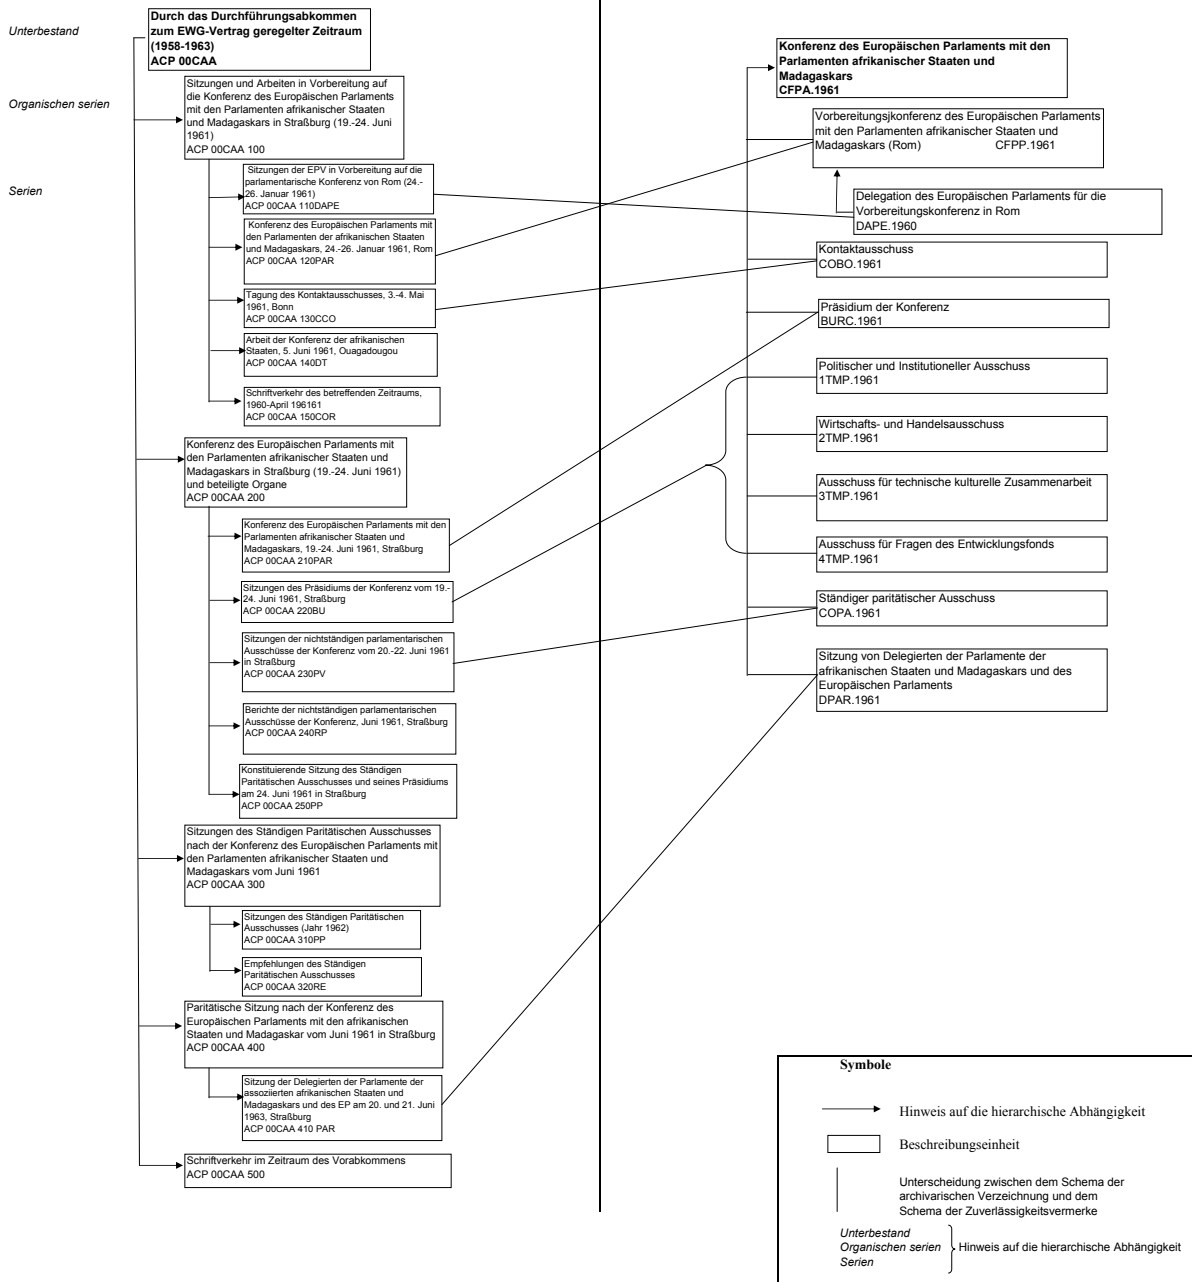 Unterbestand
Durch das Durchführungsabkommen
zum EWG-Vertrag geregelter Zeitraum
(1958-1963)
ACP 00CAA
Organischen serien
Sitzungen und Arbeiten in Vorbereitung auf
die Konferenz des Europäischen Parlaments
mit den Parlamenten afrikanischer Staaten
und Madagaskars in Straßburg (19.-24. Juni
1961)
ACP 00CAA 100
Serien
Sitzungen der EPV in Vorbereitung auf die
parlamentarische Konferenz von Rom (24.-
26. Januar 1961)
ACP 00CAA 110DAPE
Konferenz des Europäischen Parlaments mit
den Parlamenten der afrikanischen Staaten
und Madagaskars, 24.-26. Januar 1961, Rom
ACP 00CAA 120PAR
Tagung des Kontaktausschusses, 3.-4. Mai
1961, Bonn
ACP 00CAA 130CCO
Arbeit der Konferenz der afrikanischen
Staaten, 5. Juni 1961, Ouagadougou
ACP 00CAA 140DT
Schriftverkehr des betreffenden Zeitraums,
1960-April 196161
ACP 00CAA 150COR
Konferenz des Europäischen Parlaments mit
den Parlamenten afrikanischer Staaten und
Madagaskars in Straßburg (19.-24. Juni 1961)
und beteiligte Organe
ACP 00CAA 200
Konferenz des Europäischen Parlaments mit den
Parlamenten afrikanischer Staaten und
Madagaskars, 19.-24. Juni 1961, Straßburg
ACP 00CAA 210PAR
Sitzungen des Präsidiums der Konferenz vom 19.-
24. Juni 1961, Straßburg
ACP 00CAA 220BU
Sitzungen der nichtständigen parlamentarischen
Ausschüsse der Konferenz vom 20.-22. Juni 1961
in Straßburg
ACP 00CAA 230PV
Berichte der nichtständigen parlamentarischen
Ausschüsse der Konferenz, Juni 1961, Straßburg
ACP 00CAA 240RP
Konstituierende Sitzung des Ständigen
Paritätischen Ausschusses und seines Präsidiums
am 24. Juni 1961 in Straßburg
ACP 00CAA 250PP
Sitzungen des Ständigen Paritätischen Ausschusses
nach der Konferenz des Europäischen Parlaments mit
den Parlamenten afrikanischer Staaten und
Madagaskars vom Juni 1961
ACP 00CAA 300
Sitzungen des Ständigen Paritätischen
Ausschusses (Jahr 1962)
ACP 00CAA 310PP
Empfehlungen des Ständigen
Paritätischen Ausschusses
ACP 00CAA 320RE
Paritätische Sitzung nach der Konferenz des
Europäischen Parlaments mit den afrikanischen
Staaten und Madagaskar vom Juni 1961 in Straßburg
ACP 00CAA 400
Sitzung der Delegierten der Parlamente der
assoziierten afrikanischen Staaten und
Madagaskars und des EP am 20. und 21. Juni
1963, Straßburg
ACP 00CAA 410 PAR
Schriftverkehr im Zeitraum des Vorabkommens
ACP 00CAA 500
Konferenz des Europäischen Parlaments mit den
Parlamenten afrikanischer Staaten und
Madagaskars
CFPA.1961
Vorbereitungsjkonferenz des Europäischen Parlaments
mit den Parlamenten afrikanischer Staaten und
Madagaskars (Rom) CFPP.1961
Delegation des Europäischen Parlaments für die
Vorbereitungskonferenz in Rom
DAPE.1960
Kontaktausschuss
COBO.1961
Präsidium der Konferenz
BURC.1961
Politischer und Institutioneller Ausschuss
1TMP.1961
Wirtschafts- und Handelsausschuss
2TMP.1961
Ausschuss für technische kulturelle Zusammenarbeit
3TMP.1961
Ausschuss für Fragen des Entwicklungsfonds
4TMP.1961
Ständiger paritätischer Ausschuss
COPA.1961
Sitzung von Delegierten der Parlamente der
afrikanischen Staaten und Madagaskars und des
Europäischen Parlaments
DPAR.1961
Symbole
Hinweis auf die hierarchische Abhängigkeit
Beschreibungseinheit
Unterscheidung zwischen dem Schema der
archivarischen Verzeichnung und dem
Schema der Zuverlässigkeitsvermerke
Unterbestand
Organischen serien
Serien
Hinweis auf die hierarchische Abhängigkeit